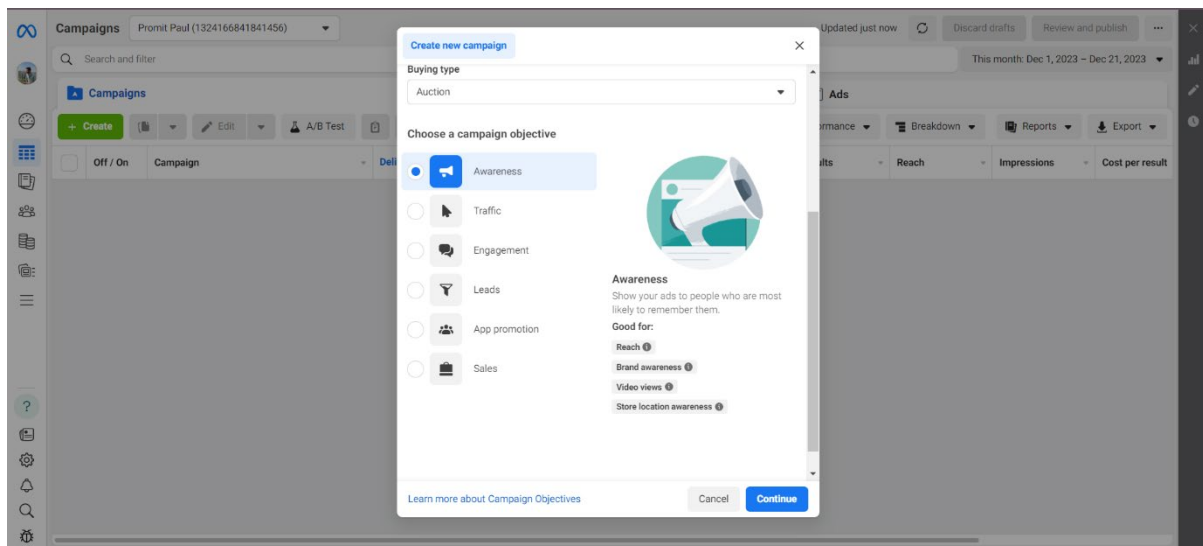 Campaigns
Promit Paul (1324166841841456)
Updated just now
Discard drafts
Review and publish
Search and filter
This month: Dec 1, 2023 – Dec 21, 2023
Campaigns
Ads
+ Create
Edit
A/B Test
Breakdown
Reports
Export
Off / On
Campaign
Reach
Impressions
Cost per result
Create new campaign
Buying type
Auction
Choose a campaign objective
Awareness
Traffic
Engagement
Leads
App promotion
Sales
Awareness
Show your ads to people who are most
likely to remember them.
Good for:
Reach
Brand awareness
Video views
Store location awareness
Learn more about Campaign Objectives
Cancel
Continue